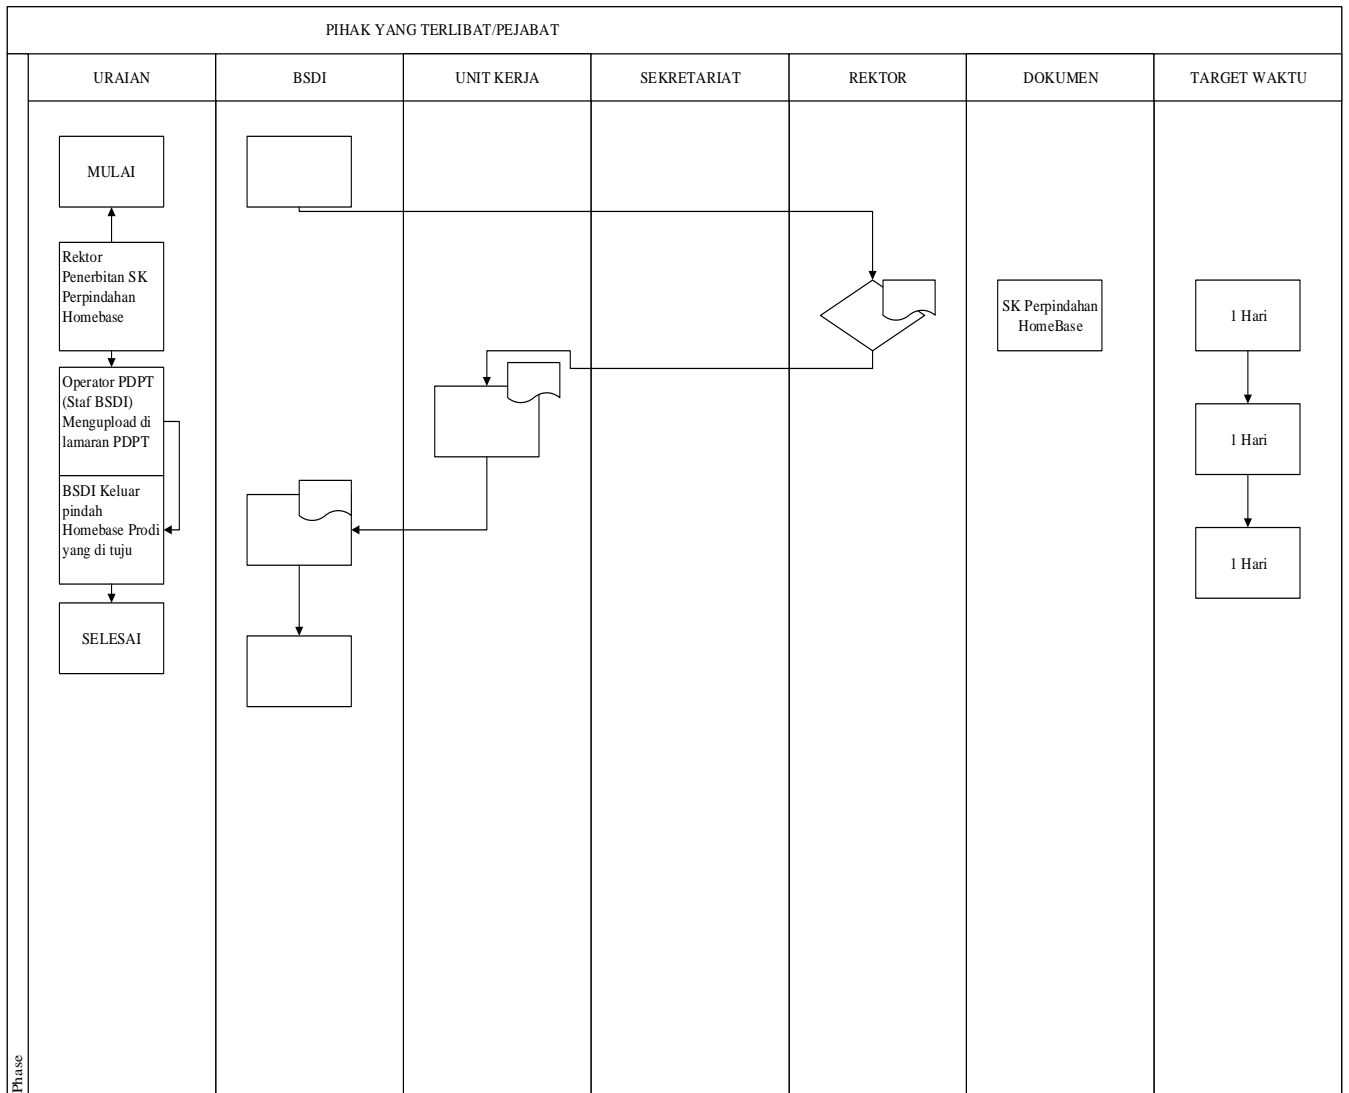 PIHAK YANG TERLIBAT/PEJABAT
URAIAN
BSDI
UNIT KERJA
SEKRETARIAT
REKTOR
DOKUMEN
TARGET WAKTU
MULAI
Rektor
Penerbitan SK
Perpindahan
Homebase
SK Perpindahan
HomeBase
1 Hari
Operator PDPT
(Staf BSDI)
Mengupload di
lamaran PDPT
1 Hari
BSDI Keluar
pindah
Homebase Prodi
yang di tuju
1 Hari
SELESAI
Phase